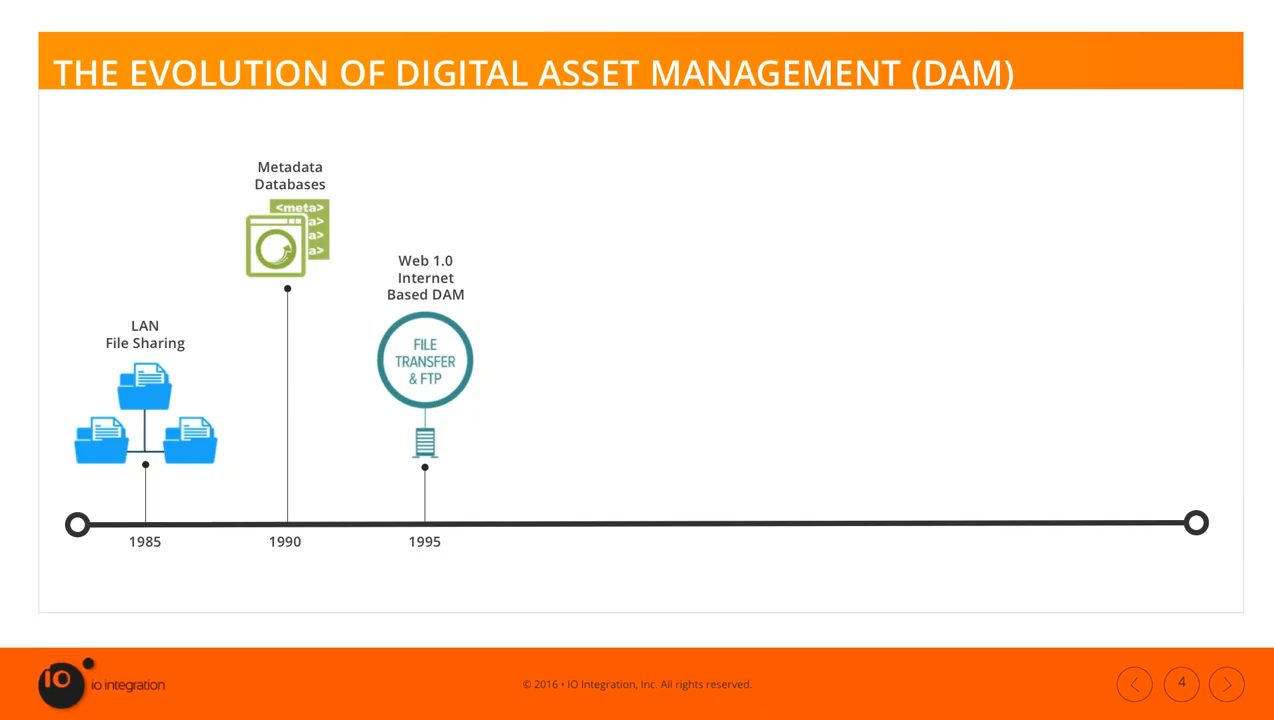 THE EVOLUTION OF DIGITAL ASSET MANAGEMENT (DAM)
Metadata
Databases
<meta>
a>
a>
a>
Web 1.0
Internet
Based DAM
FILE
TRANSFER
& FTP
LAN
File Sharing
1985
1990
1995
IO
io integration
© 2016 • IO Integration, Inc. All rights reserved.
4